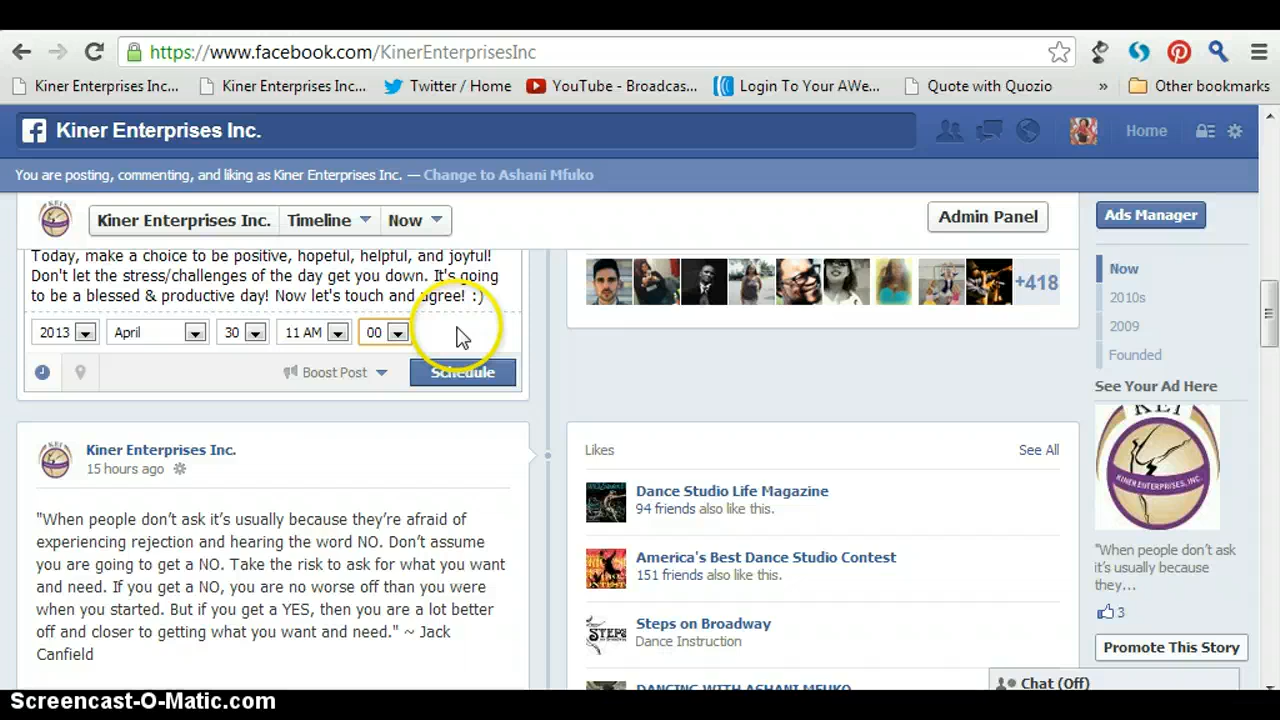 https://www.facebook.com/KinerEnterprisesInc
Kiner Enterprises Inc...
Kiner Enterprises Inc...
Twitter / Home
YouTube - Broadcas...
Login To Your AWe...
Quote with Quozio
»
Other bookmarks
Kiner Enterprises Inc.
Home
You are posting, commenting, and liking as Kiner Enterprises Inc. — Change to Ashani Mfuko
Kiner Enterprises Inc.
Timeline
Now
Admin Panel
Today, make a choice to be positive, hopeful, helpful, and joyful!
Don't let the stress/challenges of the day get you down. It's going
to be a blessed & productive day! Now let's touch and agree! :)
2013
April
30
11 AM
00
Boost Post
Schedule
Kiner Enterprises Inc.
15 hours ago
"When people don't ask it's usually because they're afraid of
experiencing rejection and hearing the word NO. Don't assume
you are going to get a NO. Take the risk to ask for what you want
and need. If you get a NO, you are no worse off than you were
when you started. But if you get a YES, then you are a lot better
off and closer to getting what you want and need." ~ Jack
Canfield
+418
Likes
See All
Dance Studio Life Magazine
94 friends also like this.
America's Best Dance Studio Contest
151 friends also like this.
STEPS
Steps on Broadway
Dance Instruction
DANCING WITH ASHANI MFUKO
Ads Manager
Now
2010s
2009
Founded
See Your Ad Here
KEI
KINER ENTERPRISES, INC.
"When people don't ask
it's usually because
they...
3
Promote This Story
Chat (Off)
Screencast-O-Matic.com